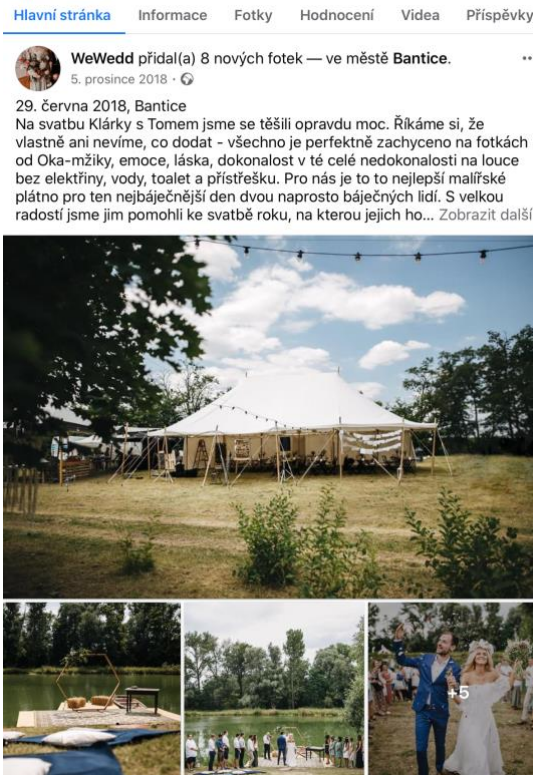 Hlavní stránka Informace Fotky Hodnocení Videa Příspěvky
WeWedd přidal(a) 8 nových fotek — ve městě Bantice.
5. prosince 2018 ·
29. června 2018, Bantice
Na svatbu Klárky s Tomem jsme se těšili opravdu moc. Říkáme si, že
vlastně ani nevíme, co dodat - všechno je perfektně zachyceno na fotkách
od Oka-mžiky, emoce, láska, dokonalost v té celé nedokonalosti na louce
bez elektřiny, vody, toalet a přístřešku. Pro nás je to to nejlepší malířské
plátno pro ten nejbáječnější den dvou naprosto báječných lidí. S velkou
radostí jsme jim pomohli ke svatbě roku, na kterou jejich ho... Zobrazit další
+5